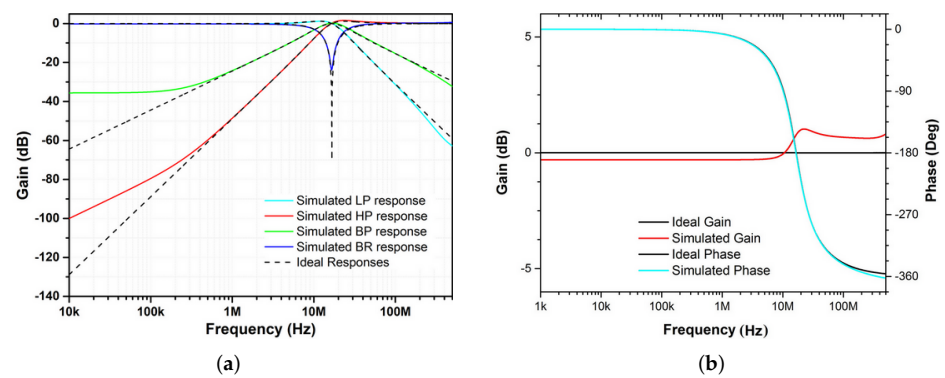 0
-20
-40
-60
-80
-100
-120
-140
Gain (dB)
Simulated LP response
Simulated HP response
Simulated BP response
Simulated BR response
Ideal Responses
10k 100k 1M 10M 100M
Frequency (Hz)
(a)
5
0
-5
Gain (dB)
0
-90
-180
-270
-360
Phase (Deg)
Ideal Gain
Simulated Gain
Ideal Phase
Simulated Phase
1k 10k 100k 1M 10M 100M
Frequency (Hz)
(b)